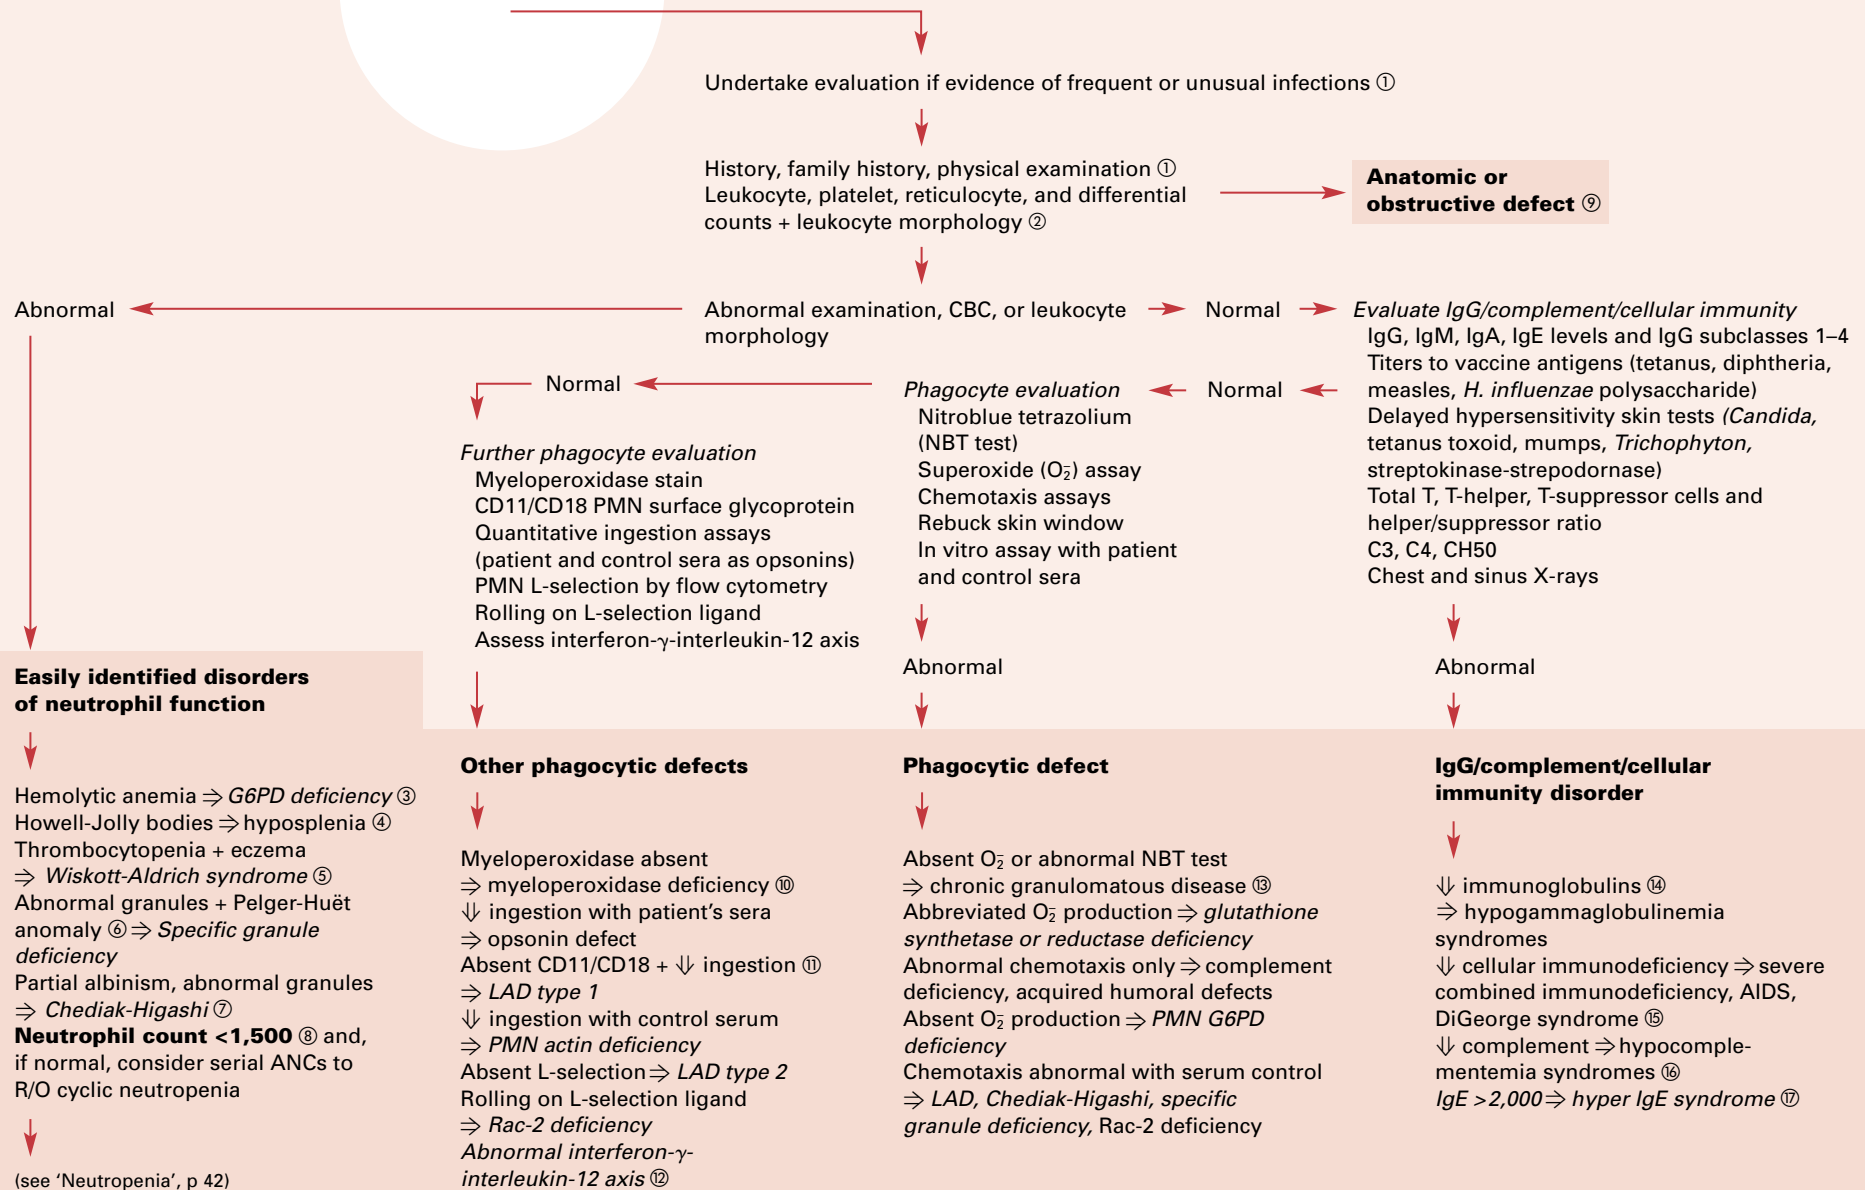 Undertake evaluation if evidence of frequent or unusual infections ①
History, family history, physical examination ①
Leukocyte, platelet, reticulocyte, and differential
counts + leukocyte morphology ②
Anatomic or
obstructive defect ⑨
Abnormal
Abnormal examination, CBC, or leukocyte
morphology
Normal
Evaluate IgG/complement/cellular immunity
IgG, IgM, IgA, IgE levels and IgG subclasses 1–4
Titers to vaccine antigens (tetanus, diphtheria,
measles, H. influenzae polysaccharide)
Delayed hypersensitivity skin tests (Candida,
tetanus toxoid, mumps, Trichophyton,
streptokinase-strepodornase)
Total T, T-helper, T-suppressor cells and
helper/suppressor ratio
C3, C4, CH50
Chest and sinus X-rays
Normal
Phagocyte evaluation
Nitroblue tetrazolium
(NBT test)
Superoxide (O₂⁻) assay
Chemotaxis assays
Rebuck skin window
In vitro assay with patient
and control sera
Normal
Further phagocyte evaluation
Myeloperoxidase stain
CD11/CD18 PMN surface glycoprotein
Quantitative ingestion assays
(patient and control sera as opsonins)
PMN L-selection by flow cytometry
Rolling on L-selection ligand
Assess interferon-γ-interleukin-12 axis
Abnormal
Abnormal
Easily identified disorders
of neutrophil function
Hemolytic anemia ⇒ G6PD deficiency ③
Howell-Jolly bodies ⇒ hyposplenia ④
Thrombocytopenia + eczema
⇒ Wiskott-Aldrich syndrome ⑤
Abnormal granules + Pelger-Huët
anomaly ⑥ ⇒ Specific granule
deficiency
Partial albinism, abnormal granules
⇒ Chediak-Higashi ⑦
Neutrophil count <1,500 ⑧ and,
if normal, consider serial ANCs to
R/O cyclic neutropenia
(see 'Neutropenia', p 42)
Other phagocytic defects
Myeloperoxidase absent
⇒ myeloperoxidase deficiency ⑩
⇓ ingestion with patient's sera
⇒ opsonin defect
Absent CD11/CD18 + ⇓ ingestion ⑪
⇒ LAD type 1
⇓ ingestion with control serum
⇒ PMN actin deficiency
Absent L-selection ⇒ LAD type 2
Rolling on L-selection ligand
⇒ Rac-2 deficiency
Abnormal interferon-γ-
interleukin-12 axis ⑫
Phagocytic defect
Absent O₂⁻ or abnormal NBT test
⇒ chronic granulomatous disease ⑬
Abbreviated O₂⁻ production ⇒ glutathione
synthetase or reductase deficiency
Abnormal chemotaxis only ⇒ complement
deficiency, acquired humoral defects
Absent O₂⁻ production ⇒ PMN G6PD
deficiency
Chemotaxis abnormal with serum control
⇒ LAD, Chediak-Higashi, specific
granule deficiency, Rac-2 deficiency
IgG/complement/cellular
immunity disorder
⇓ immunoglobulins ⑭
⇒ hypogammaglobulinemia
syndromes
⇓ cellular immunodeficiency ⇒ severe
combined immunodeficiency, AIDS,
DiGeorge syndrome ⑮
⇓ complement ⇒ hypocomple-
mentemia syndromes ⑯
IgE >2,000 ⇒ hyper IgE syndrome ⑰